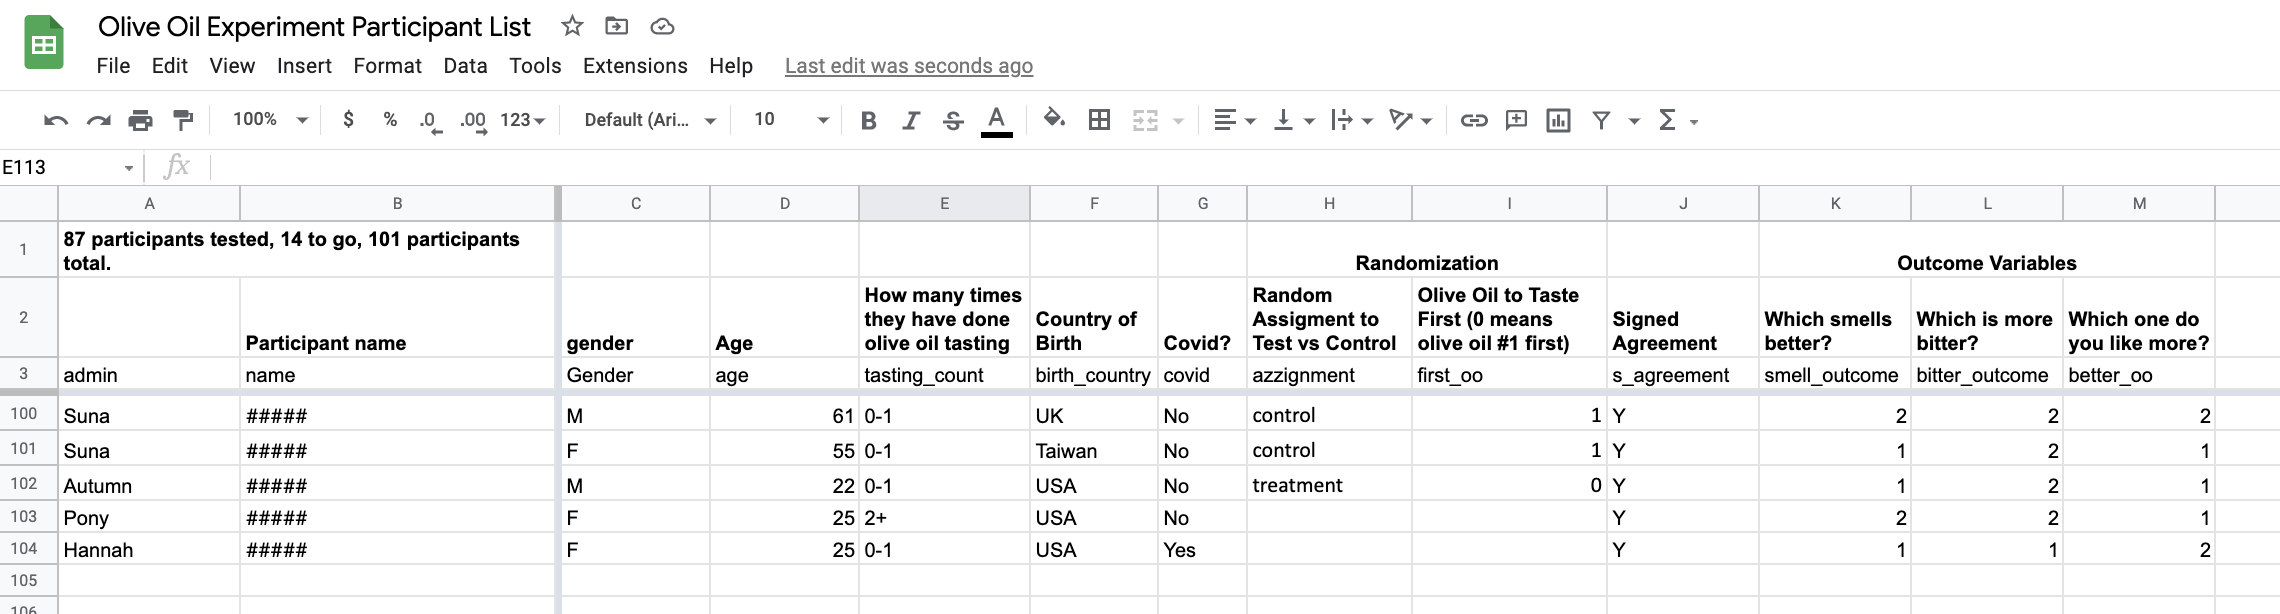 Olive Oil Experiment Participant List
File Edit View Insert Format Data Tools Extensions Help Last edit was seconds ago
100% $ % .0 .00 123 Default (Ari... 10 B I S A
E113 fx
A B C D E F G H I J K L M
1 87 participants tested, 14 to go, 101 participants
total.
Randomization
Outcome Variables
2
Participant name
gender
Age
How many times
they have done
olive oil tasting
Country of
Birth
Covid?
Random
Assigment to
Test vs Control
Olive Oil to Taste
First (0 means
olive oil #1 first)
Signed
Agreement
Which smells
better?
Which is more
bitter?
Which one do
you like more?
3 admin name Gender age tasting_count birth_country covid azzignment first_oo s_agreement smell_outcome bitter_outcome better_oo
100 Suna ##### M 61 0-1 UK No control 1 Y 2 2 2
101 Suna ##### F 55 0-1 Taiwan No control 1 Y 1 2 1
102 Autumn ##### M 22 0-1 USA No treatment 0 Y 1 2 1
103 Pony ##### F 25 2+ USA No Y 2 2 1
104 Hannah ##### F 25 0-1 USA Yes Y 1 1 2
105
106